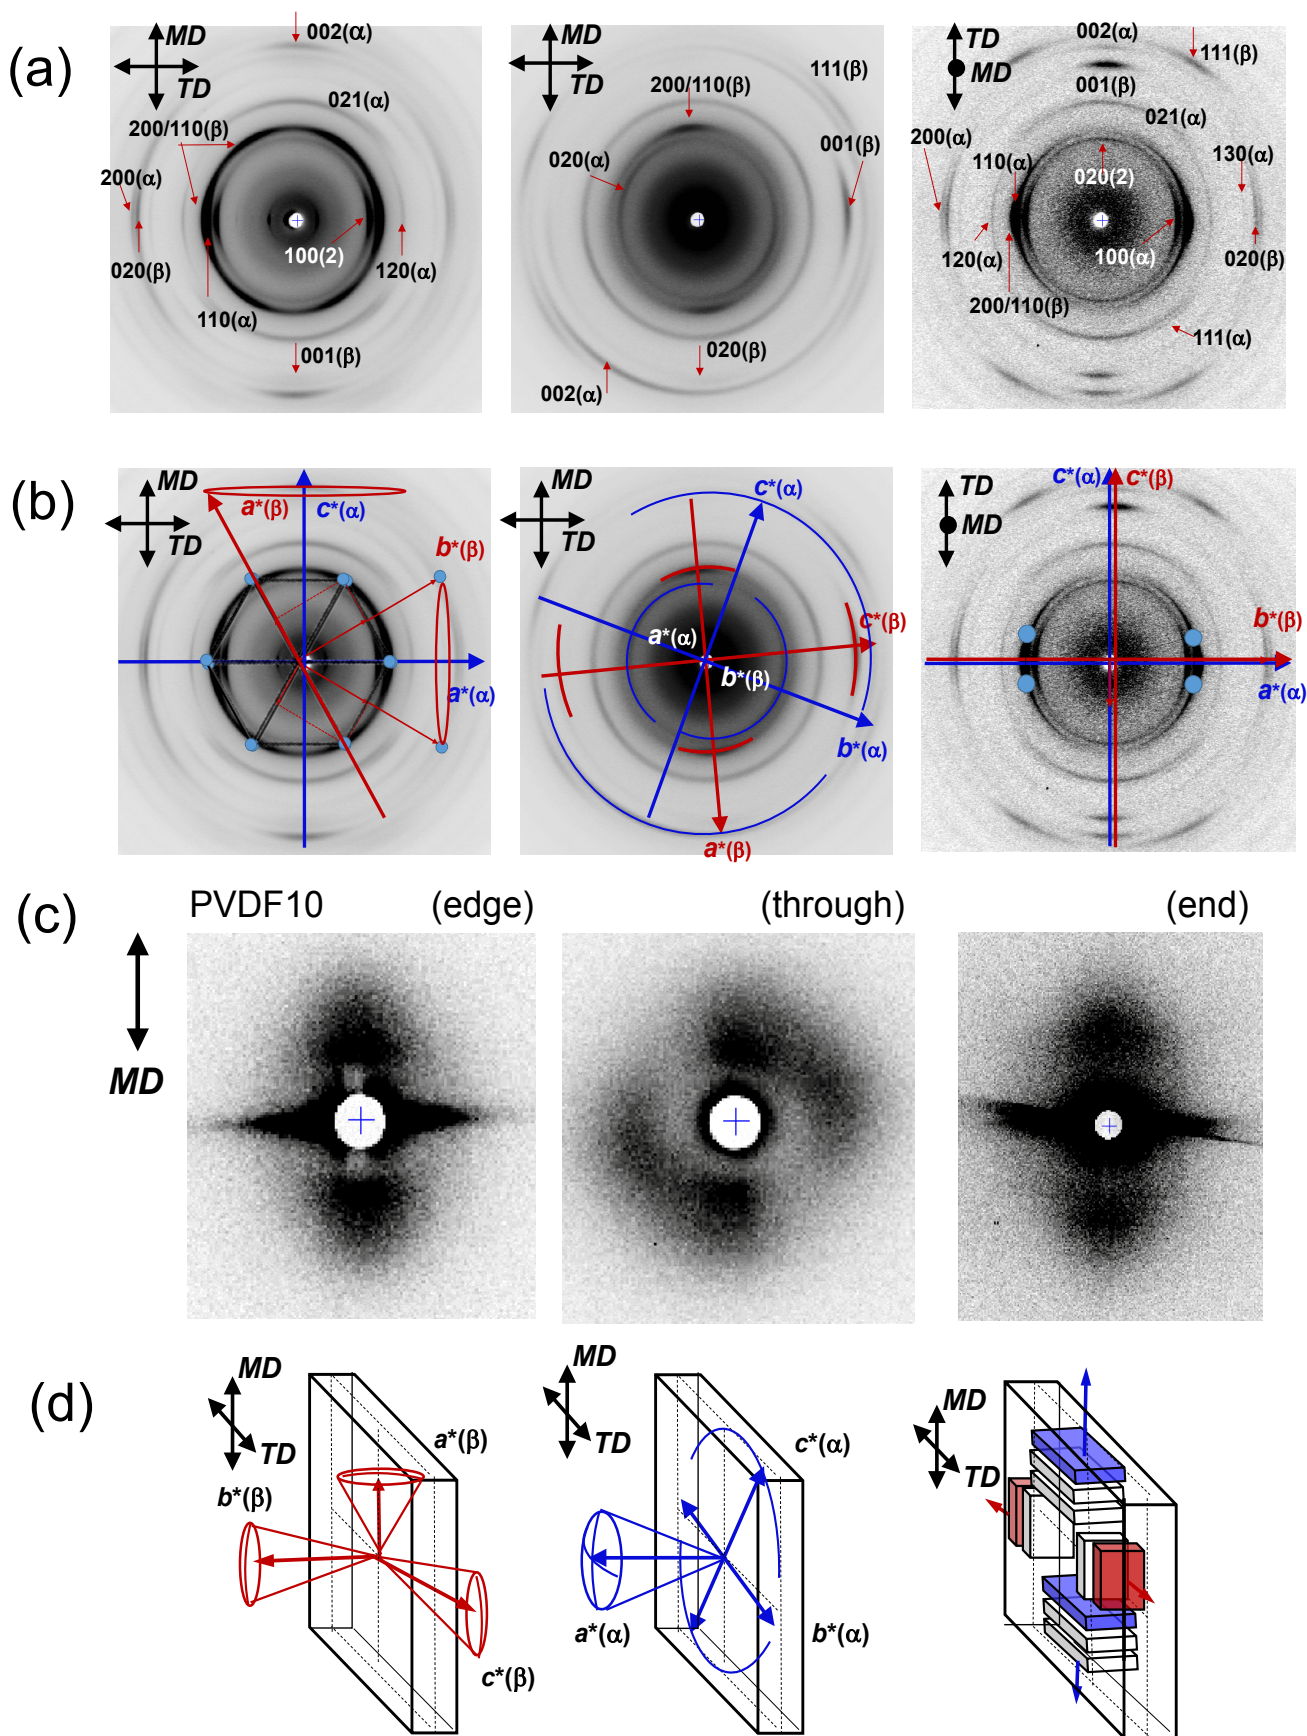 (a)
MD
TD
002(α)
021(α)
200/110(β)
200(α)
020(β)
100(2)
120(α)
110(α)
001(β)
MD
TD
111(β)
200/110(β)
001(β)
020(α)
020(β)
002(α)
TD
MD
002(α)
111(β)
001(β)
021(α)
200(α)
110(α)
130(α)
020(2)
120(α)
100(α)
020(β)
200/110(β)
111(α)
(b)
MD
TD
a*(β)
c*(α)
b*(β)
a*(α)
MD
TD
c*(α)
a*(α)
c*(β)
b*(β)
b*(α)
a*(β)
TD
MD
c*(α)
c*(β)
b*(β)
a*(α)
(c)
PVDF10 (edge) (through) (end)
MD
(d)
MD
TD
a*(β)
b*(β)
c*(β)
MD
TD
c*(α)
a*(α)
b*(α)
MD
TD